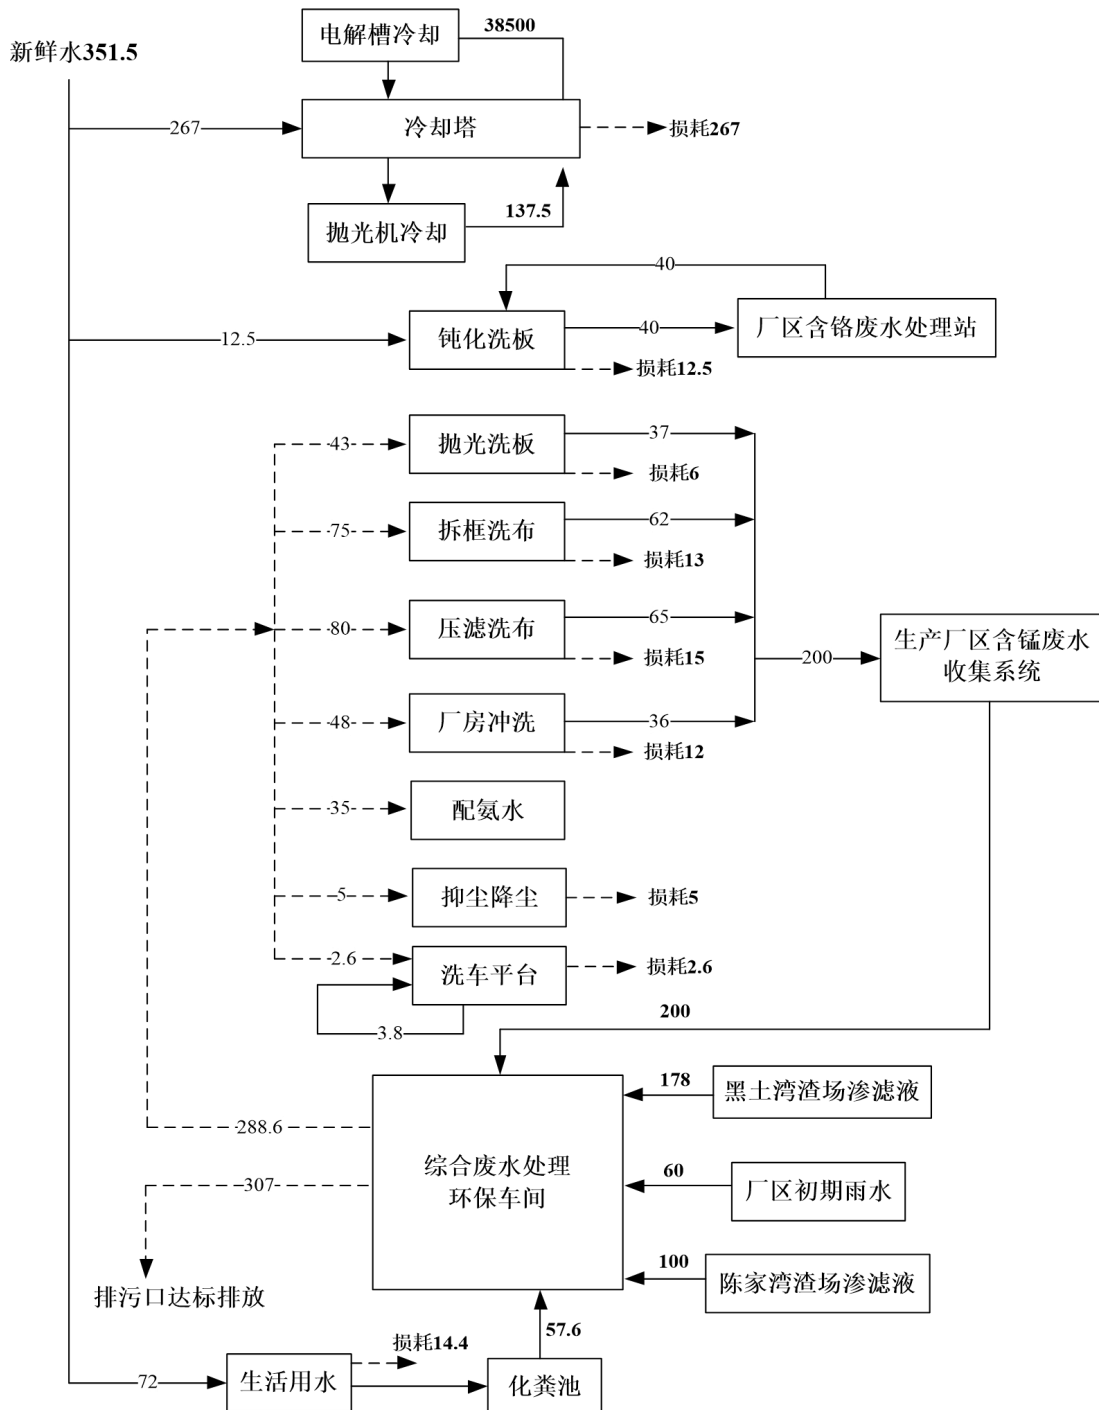 新鲜水351.5
电解槽冷却
38500
267
冷却塔
损耗267
抛光机冷却
137.5
40
12.5
钝化洗板
40
厂区含铬废水处理站
损耗12.5
43
抛光洗板
37
损耗6
75
拆框洗布
62
损耗13
80
压滤洗布
65
损耗15
200
生产厂区含锰废水
收集系统
48
厂房冲洗
36
损耗12
35
配氨水
5
抑尘降尘
损耗5
2.6
洗车平台
损耗2.6
3.8
200
178
黑土湾渣场渗滤液
288.6
综合废水处理
环保车间
307
60
厂区初期雨水
排污口达标排放
100
陈家湾渣场渗滤液
57.6
损耗14.4
72
生活用水
化粪池